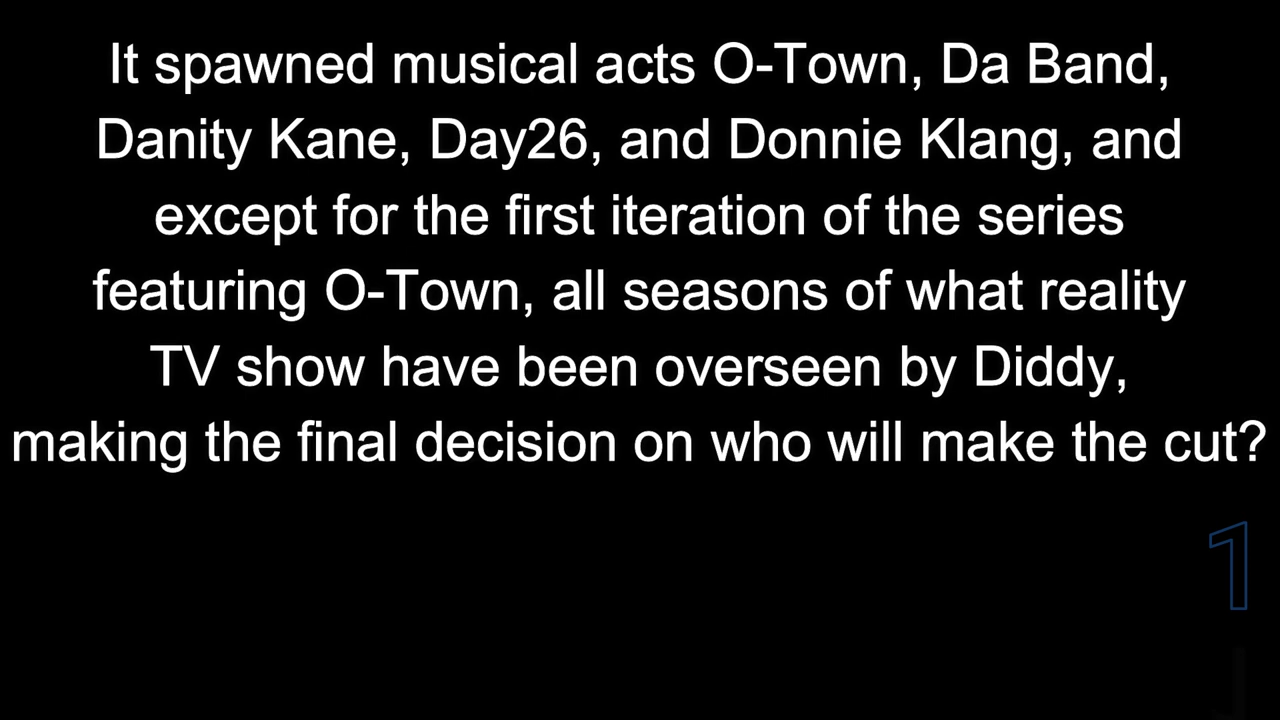 It spawned musical acts O-Town, Da Band,
Danity Kane, Day26, and Donnie Klang, and
except for the first iteration of the series
featuring O-Town, all seasons of what reality
TV show have been overseen by Diddy,
making the final decision on who will make the cut?
1